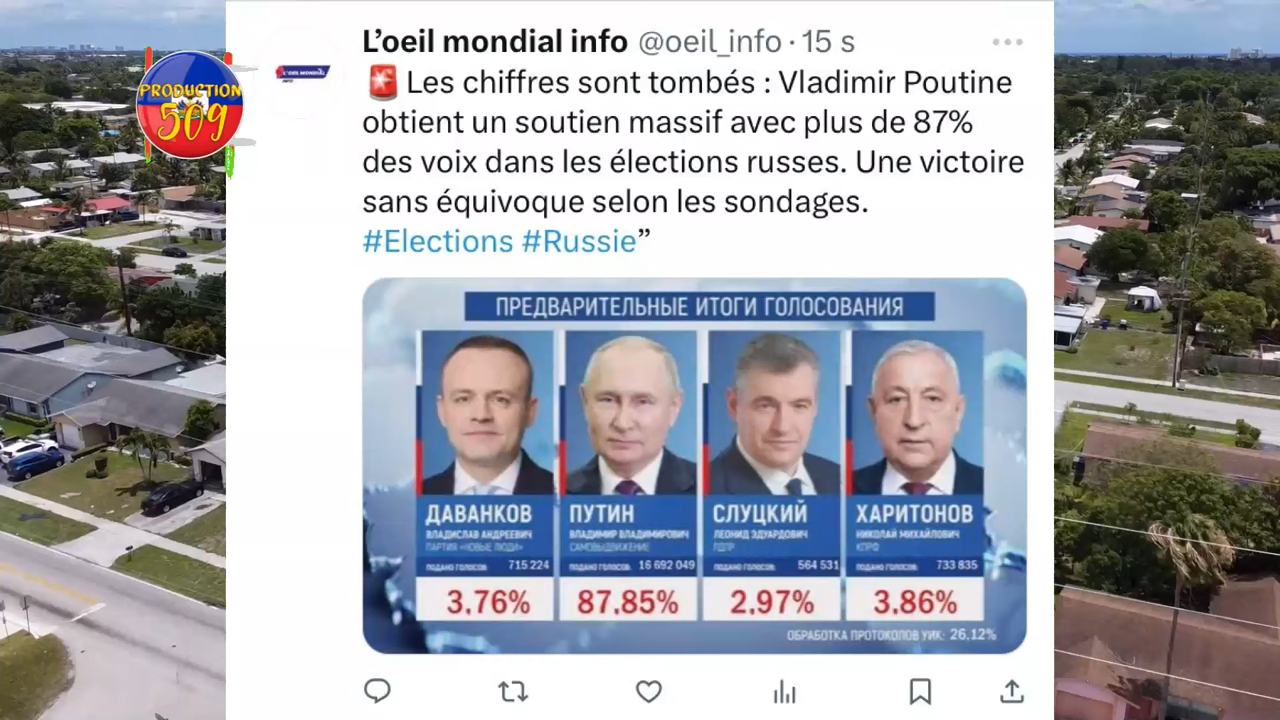 PRODUCTION
509
L'OEIL MONDIAL
INFO
L’oeil mondial info @oeil_info · 15 s
🚨 Les chiffres sont tombés : Vladimir Poutine
obtient un soutien massif avec plus de 87%
des voix dans les élections russes. Une victoire
sans équivoque selon les sondages.
#Elections #Russie”
ПРЕДВАРИТЕЛЬНЫЕ ИТОГИ ГОЛОСОВАНИЯ
ДАВАНКОВ
ВЛАДИСЛАВ АНДРЕЕВИЧ
ПАРТИЯ «НОВЫЕ ЛЮДИ»
ПОДАНО ГОЛОСОВ: 715 224
3,76%
ПУТИН
ВЛАДИМИР ВЛАДИМИРОВИЧ
САМОВЫДВИЖЕНИЕ
ПОДАНО ГОЛОСОВ: 16 692 049
87,85%
СЛУЦКИЙ
ЛЕОНИД ЭДУАРДОВИЧ
ЛДПР
ПОДАНО ГОЛОСОВ: 564 531
2,97%
ХАРИТОНОВ
НИКОЛАЙ МИХАЙЛОВИЧ
КПРФ
ПОДАНО ГОЛОСОВ: 733 835
3,86%
ОБРАБОТКА ПРОТОКОЛОВ УИК: 26,12%